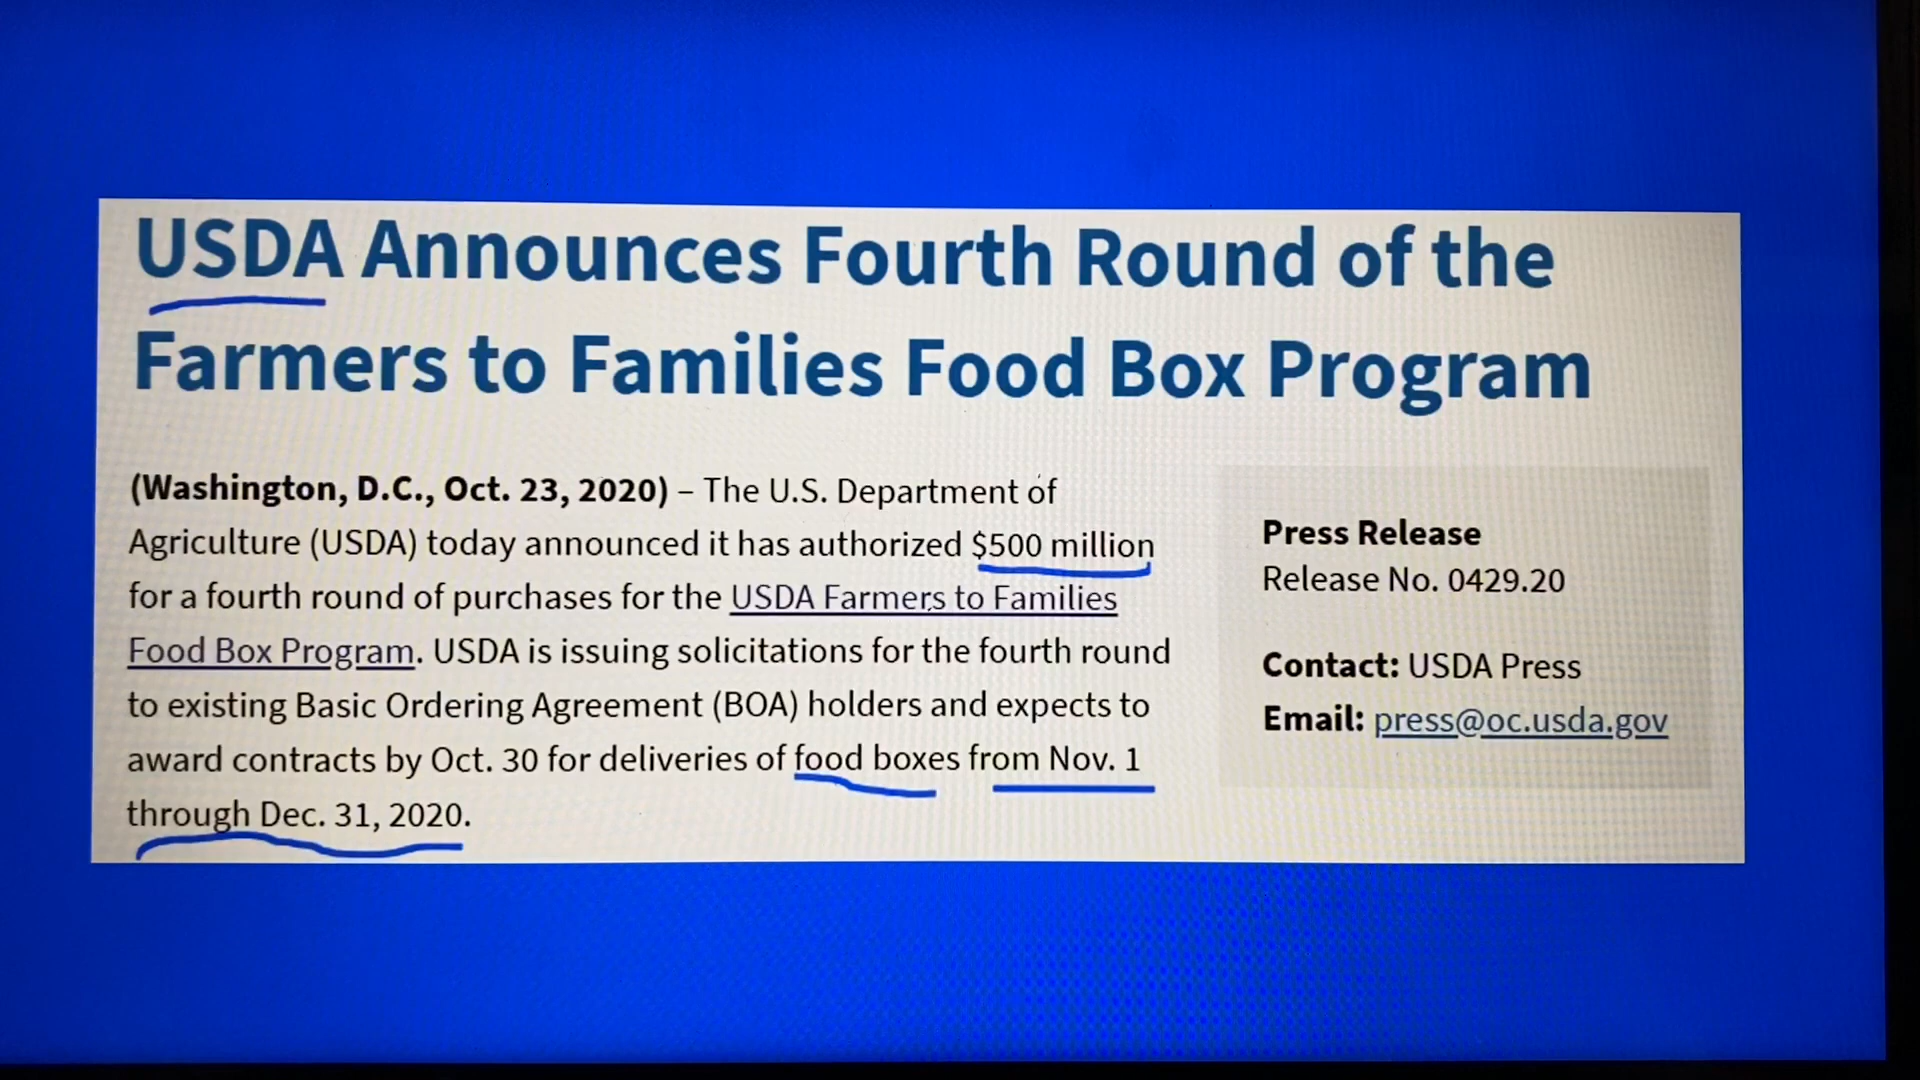 USDA Announces Fourth Round of the
Farmers to Families Food Box Program
(Washington, D.C., Oct. 23, 2020) – The U.S. Department of
Agriculture (USDA) today announced it has authorized $500 million
for a fourth round of purchases for the USDA Farmers to Families
Food Box Program. USDA is issuing solicitations for the fourth round
to existing Basic Ordering Agreement (BOA) holders and expects to
award contracts by Oct. 30 for deliveries of food boxes from Nov. 1
through Dec. 31, 2020.
Press Release
Release No. 0429.20
Contact: USDA Press
Email: press@oc.usda.gov